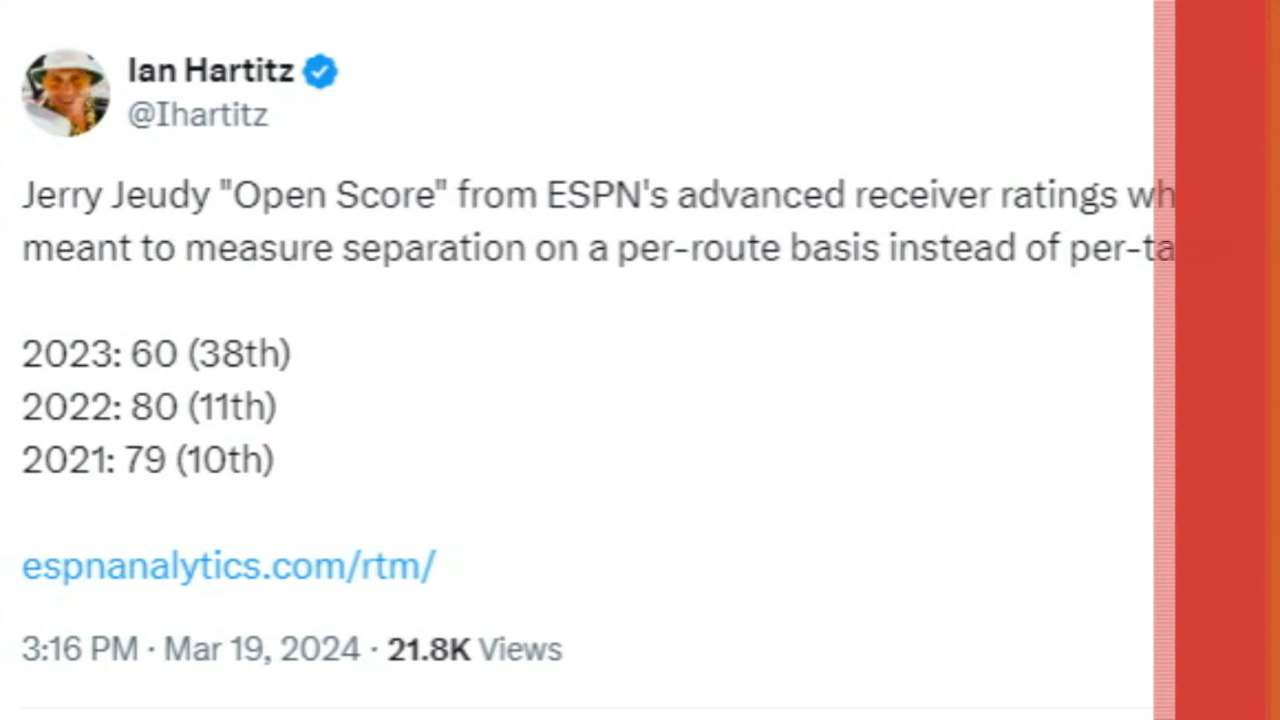 Ian Hartitz
@Ihartitz
Jerry Jeudy "Open Score" from ESPN's advanced receiver ratings
meant to measure separation on a per-route basis instead of
2023: 60 (38th)
2022: 80 (11th)
2021: 79 (10th)
espnanalytics.com/rtm/
3:16 PM · Mar 19, 2024 · 21.8K Views